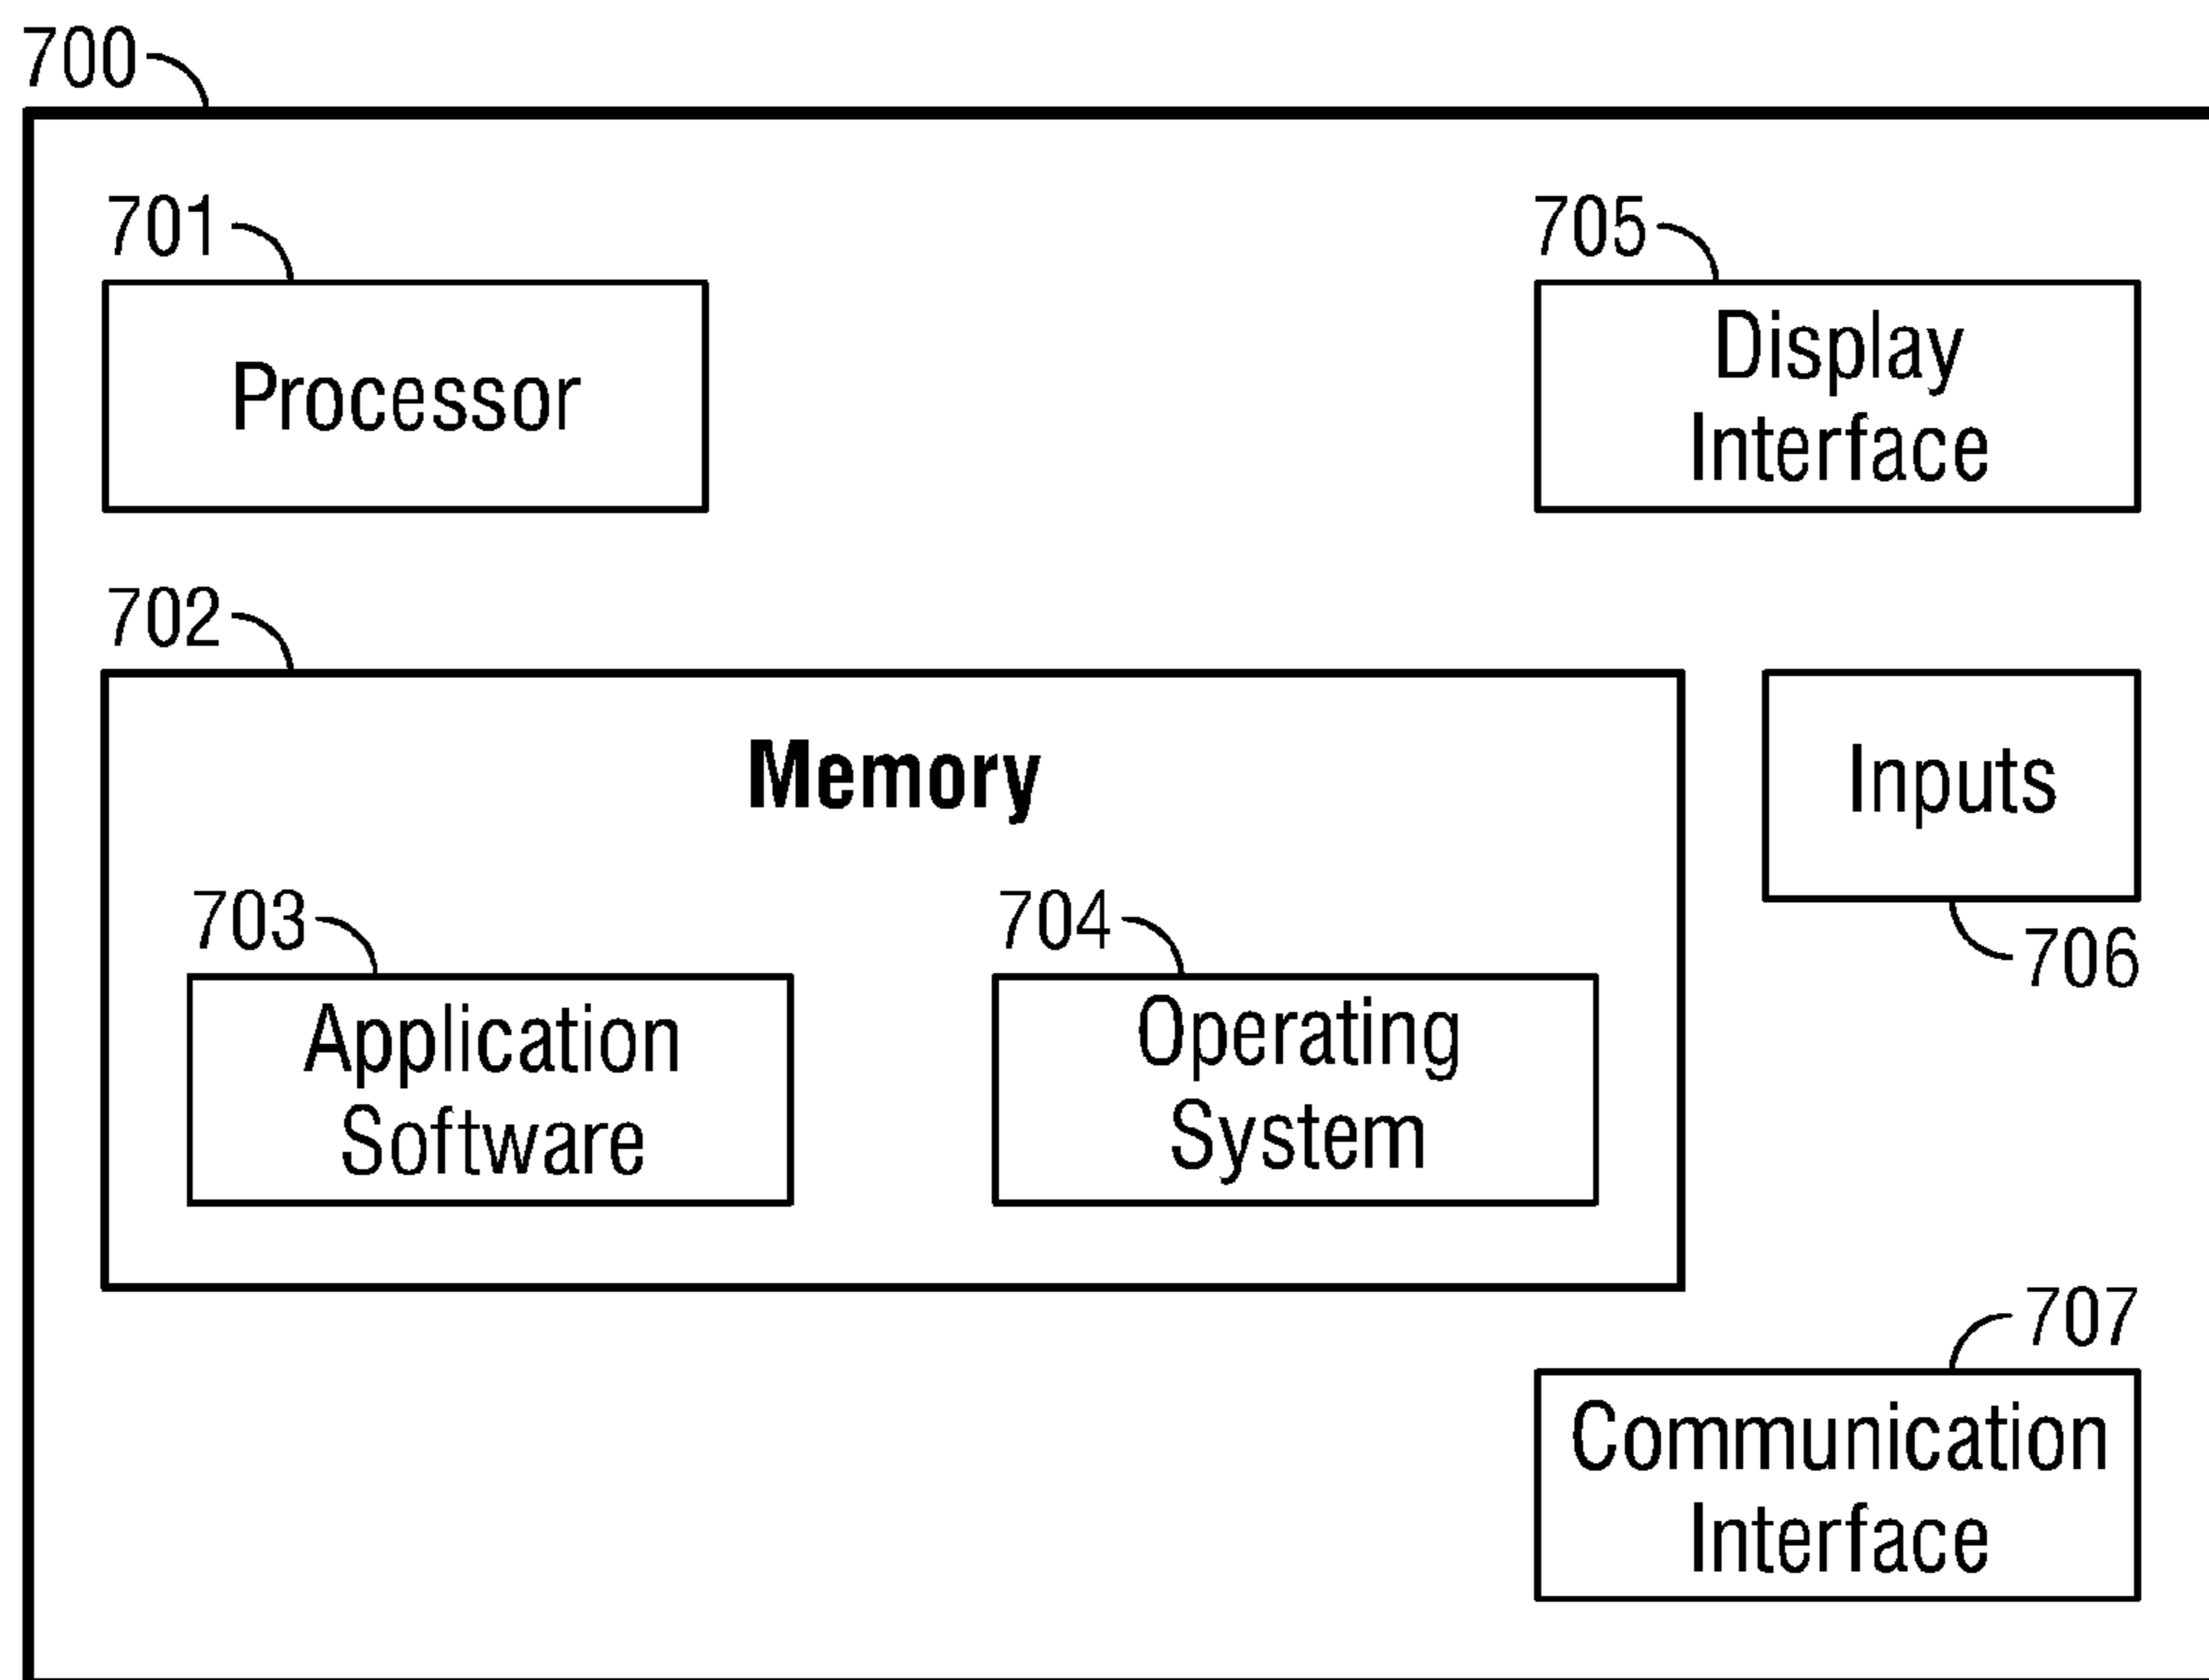 700
701
Processor
705
Display
Interface
702
Memory
703
Application
Software
704
Operating
System
Inputs
706
707
Communication
Interface